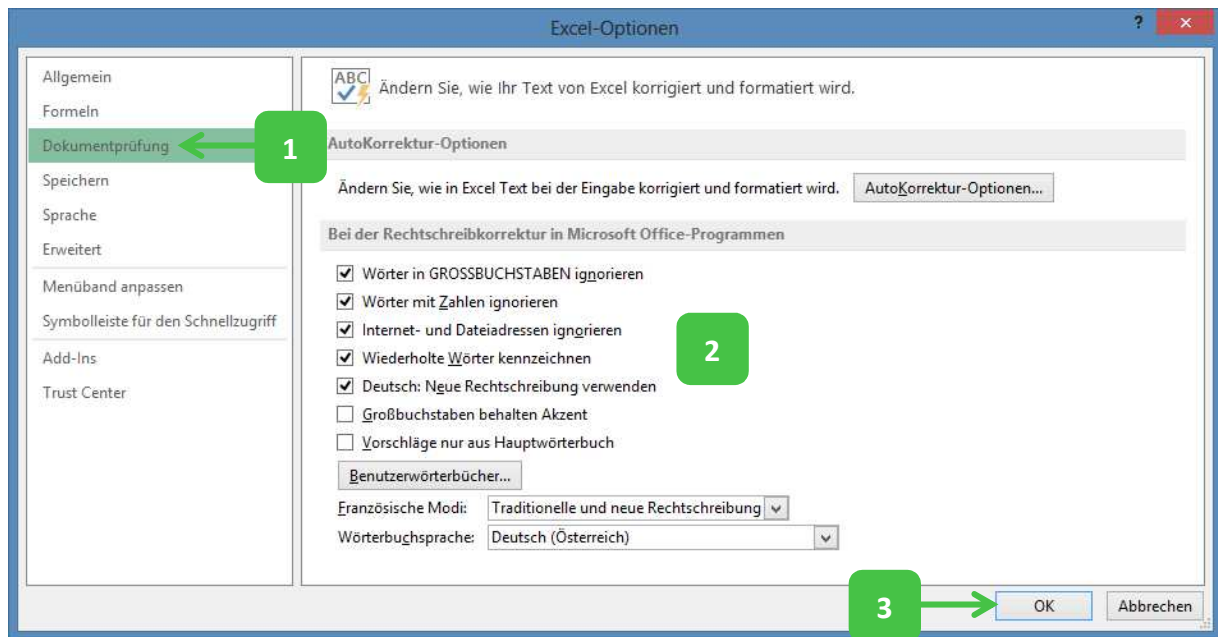 Excel-Optionen
?
Allgemein
Formeln
Dokumentprüfung
1
Speichern
Sprache
Erweitert
Menüband anpassen
Symbolleiste für den Schnellzugriff
Add-Ins
Trust Center
ABC
Ändern Sie, wie Ihr Text von Excel korrigiert und formatiert wird.
AutoKorrektur-Optionen
Ändern Sie, wie in Excel Text bei der Eingabe korrigiert und formatiert wird. AutoKorrektur-Optionen...
Bei der Rechtschreibkorrektur in Microsoft Office-Programmen
Wörter in GROSSBUCHSTABEN ignorieren
Wörter mit Zahlen ignorieren
Internet- und Dateiadressen ignorieren
Wiederholte Wörter kennzeichnen
2
Deutsch: Neue Rechtschreibung verwenden
Großbuchstaben behalten Akzent
Vorschläge nur aus Hauptwörterbuch
Benutzerwörterbücher...
Französische Modi: Traditionelle und neue Rechtschreibung
Wörterbuchsprache: Deutsch (Österreich)
3
OK Abbrechen